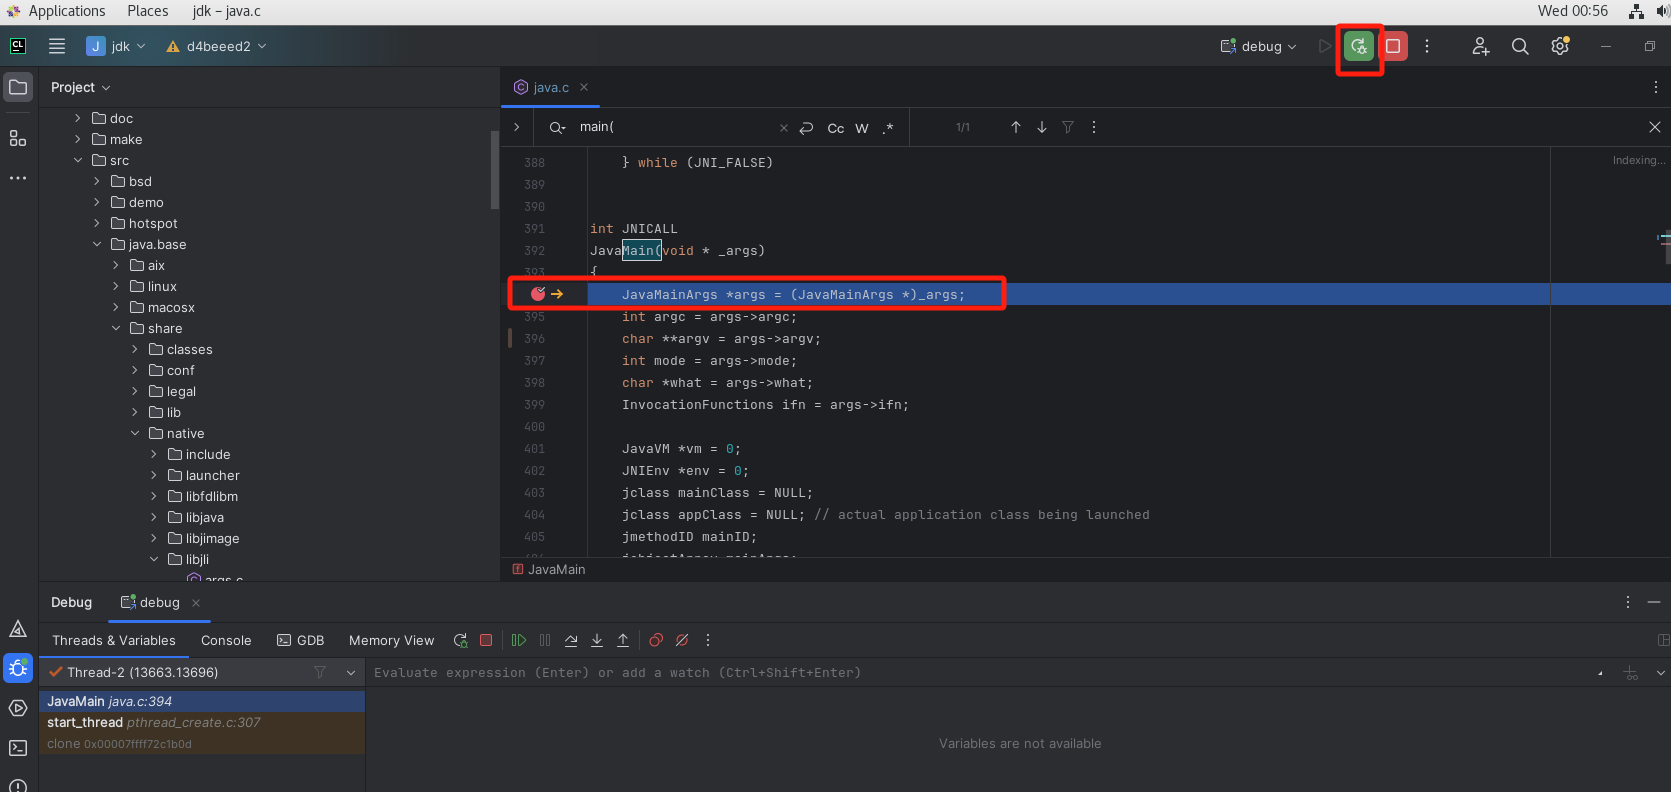 Applications Places jdk – java.c Wed 00:56
CL J jdk d4beeed2 debug
Project java.c
main( Cc W .* 1/1
Indexing...
doc
make
src
bsd
demo
hotspot
java.base
aix
linux
macosx
share
classes
conf
legal
lib
native
include
launcher
libfdlibm
libjava
libjimage
libjli
args.c
388 } while (JNI_FALSE)
389
390
391 int JNICALL
392 JavaMain(void * _args)
393 {
JavaMainArgs *args = (JavaMainArgs *)_args;
395 int argc = args->argc;
396 char **argv = args->argv;
397 int mode = args->mode;
398 char *what = args->what;
399 InvocationFunctions ifn = args->ifn;
400
401 JavaVM *vm = 0;
402 JNIEnv *env = 0;
403 jclass mainClass = NULL;
404 jclass appClass = NULL; // actual application class being launched
405 jmethodID mainID;
JavaMain
Debug debug
Threads & Variables Console GDB Memory View
Thread-2 (13663.13696) Evaluate expression (Enter) or add a watch (Ctrl+Shift+Enter)
JavaMain java.c:394
start_thread pthread_create.c:307
clone 0x00007ffff72c1b0d
Variables are not available